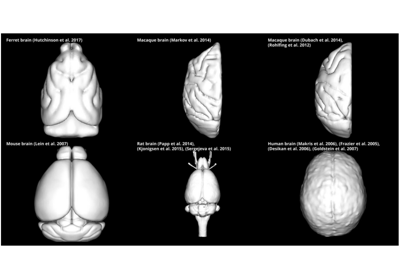 Ferret brain (Hutchinson et al. 2017)
Macaque brain (Markov et al. 2014)
Macaque brain (Dubach et al. 2014),
(Rohlfing et al. 2012)
Mouse brain (Lein et al. 2007)
Rat brain (Papp et al. 2014),
(Kjonigsen et al. 2015), (Sergejeva et al. 2015)
Human brain (Makris et al. 2006), (Frazier et al. 2005),
(Desikan et al. 2006), (Goldstein et al. 2007)